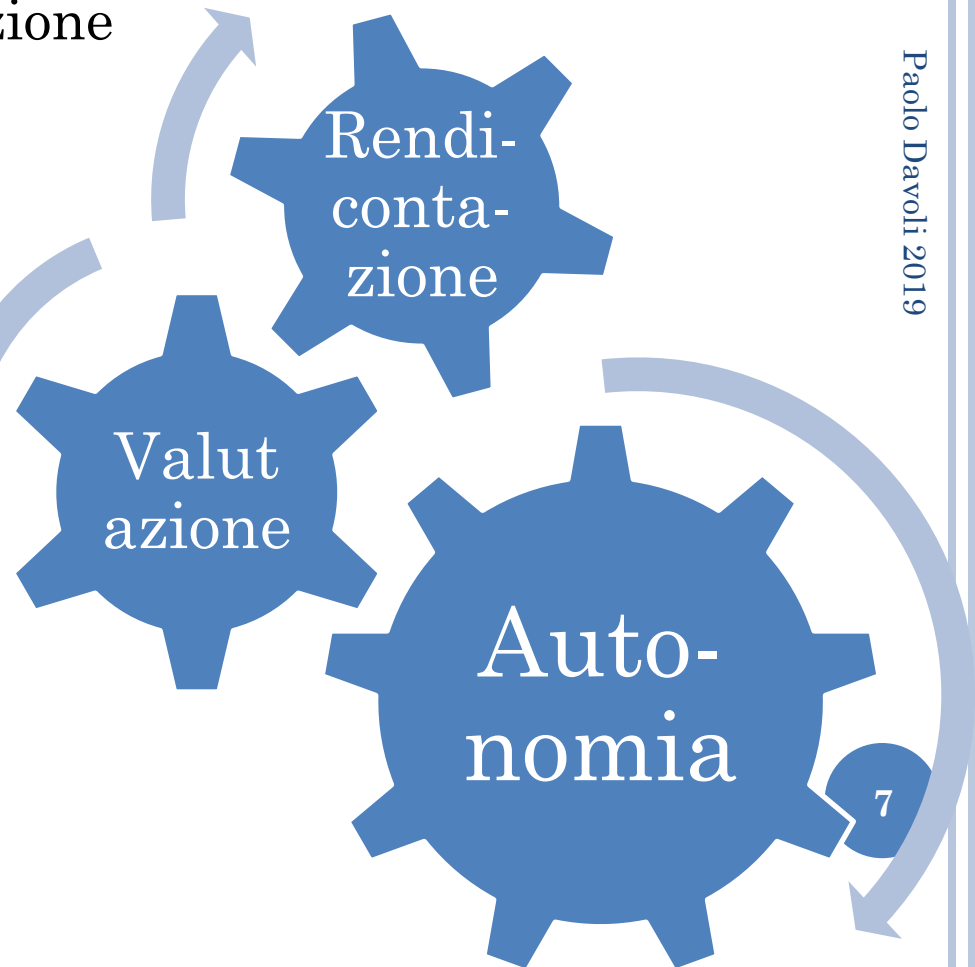 zione
Rendi-
conta-
zione
Valut
azione
Auto-
nomia
7
Paolo Davoli 2019